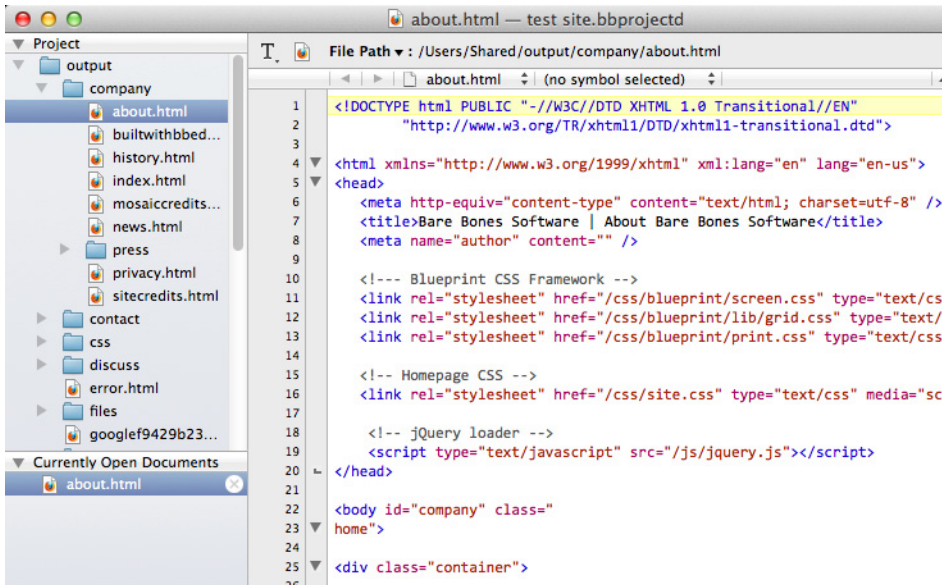 about.html — test site.bbprojectd
Project
output
company
about.html
builtwithbbed...
history.html
index.html
mosaiccredits...
news.html
press
privacy.html
sitecredits.html
contact
css
discuss
error.html
files
googlef9429b23...
Currently Open Documents
about.html
File Path ▾ : /Users/Shared/output/company/about.html
about.html (no symbol selected)
1 <!DOCTYPE html PUBLIC "-//W3C//DTD XHTML 1.0 Transitional//EN"
2 "http://www.w3.org/TR/xhtml1/DTD/xhtml1-transitional.dtd">
3
4 <html xmlns="http://www.w3.org/1999/xhtml" xml:lang="en" lang="en-us">
5 <head>
6 <meta http-equiv="content-type" content="text/html; charset=utf-8" />
7 <title>Bare Bones Software | About Bare Bones Software</title>
8 <meta name="author" content="" />
9
10 <!--- Blueprint CSS Framework -->
11 <link rel="stylesheet" href="/css/blueprint/screen.css" type="text/cs
12 <link rel="stylesheet" href="/css/blueprint/lib/grid.css" type="text/
13 <link rel="stylesheet" href="/css/blueprint/print.css" type="text/css
14
15 <!-- Homepage CSS -->
16 <link rel="stylesheet" href="/css/site.css" type="text/css" media="sc
17
18 <!-- jQuery loader -->
19 <script type="text/javascript" src="/js/jquery.js"></script>
20 </head>
21
22 <body id="company" class="
23 home">
24
25 <div class="container">